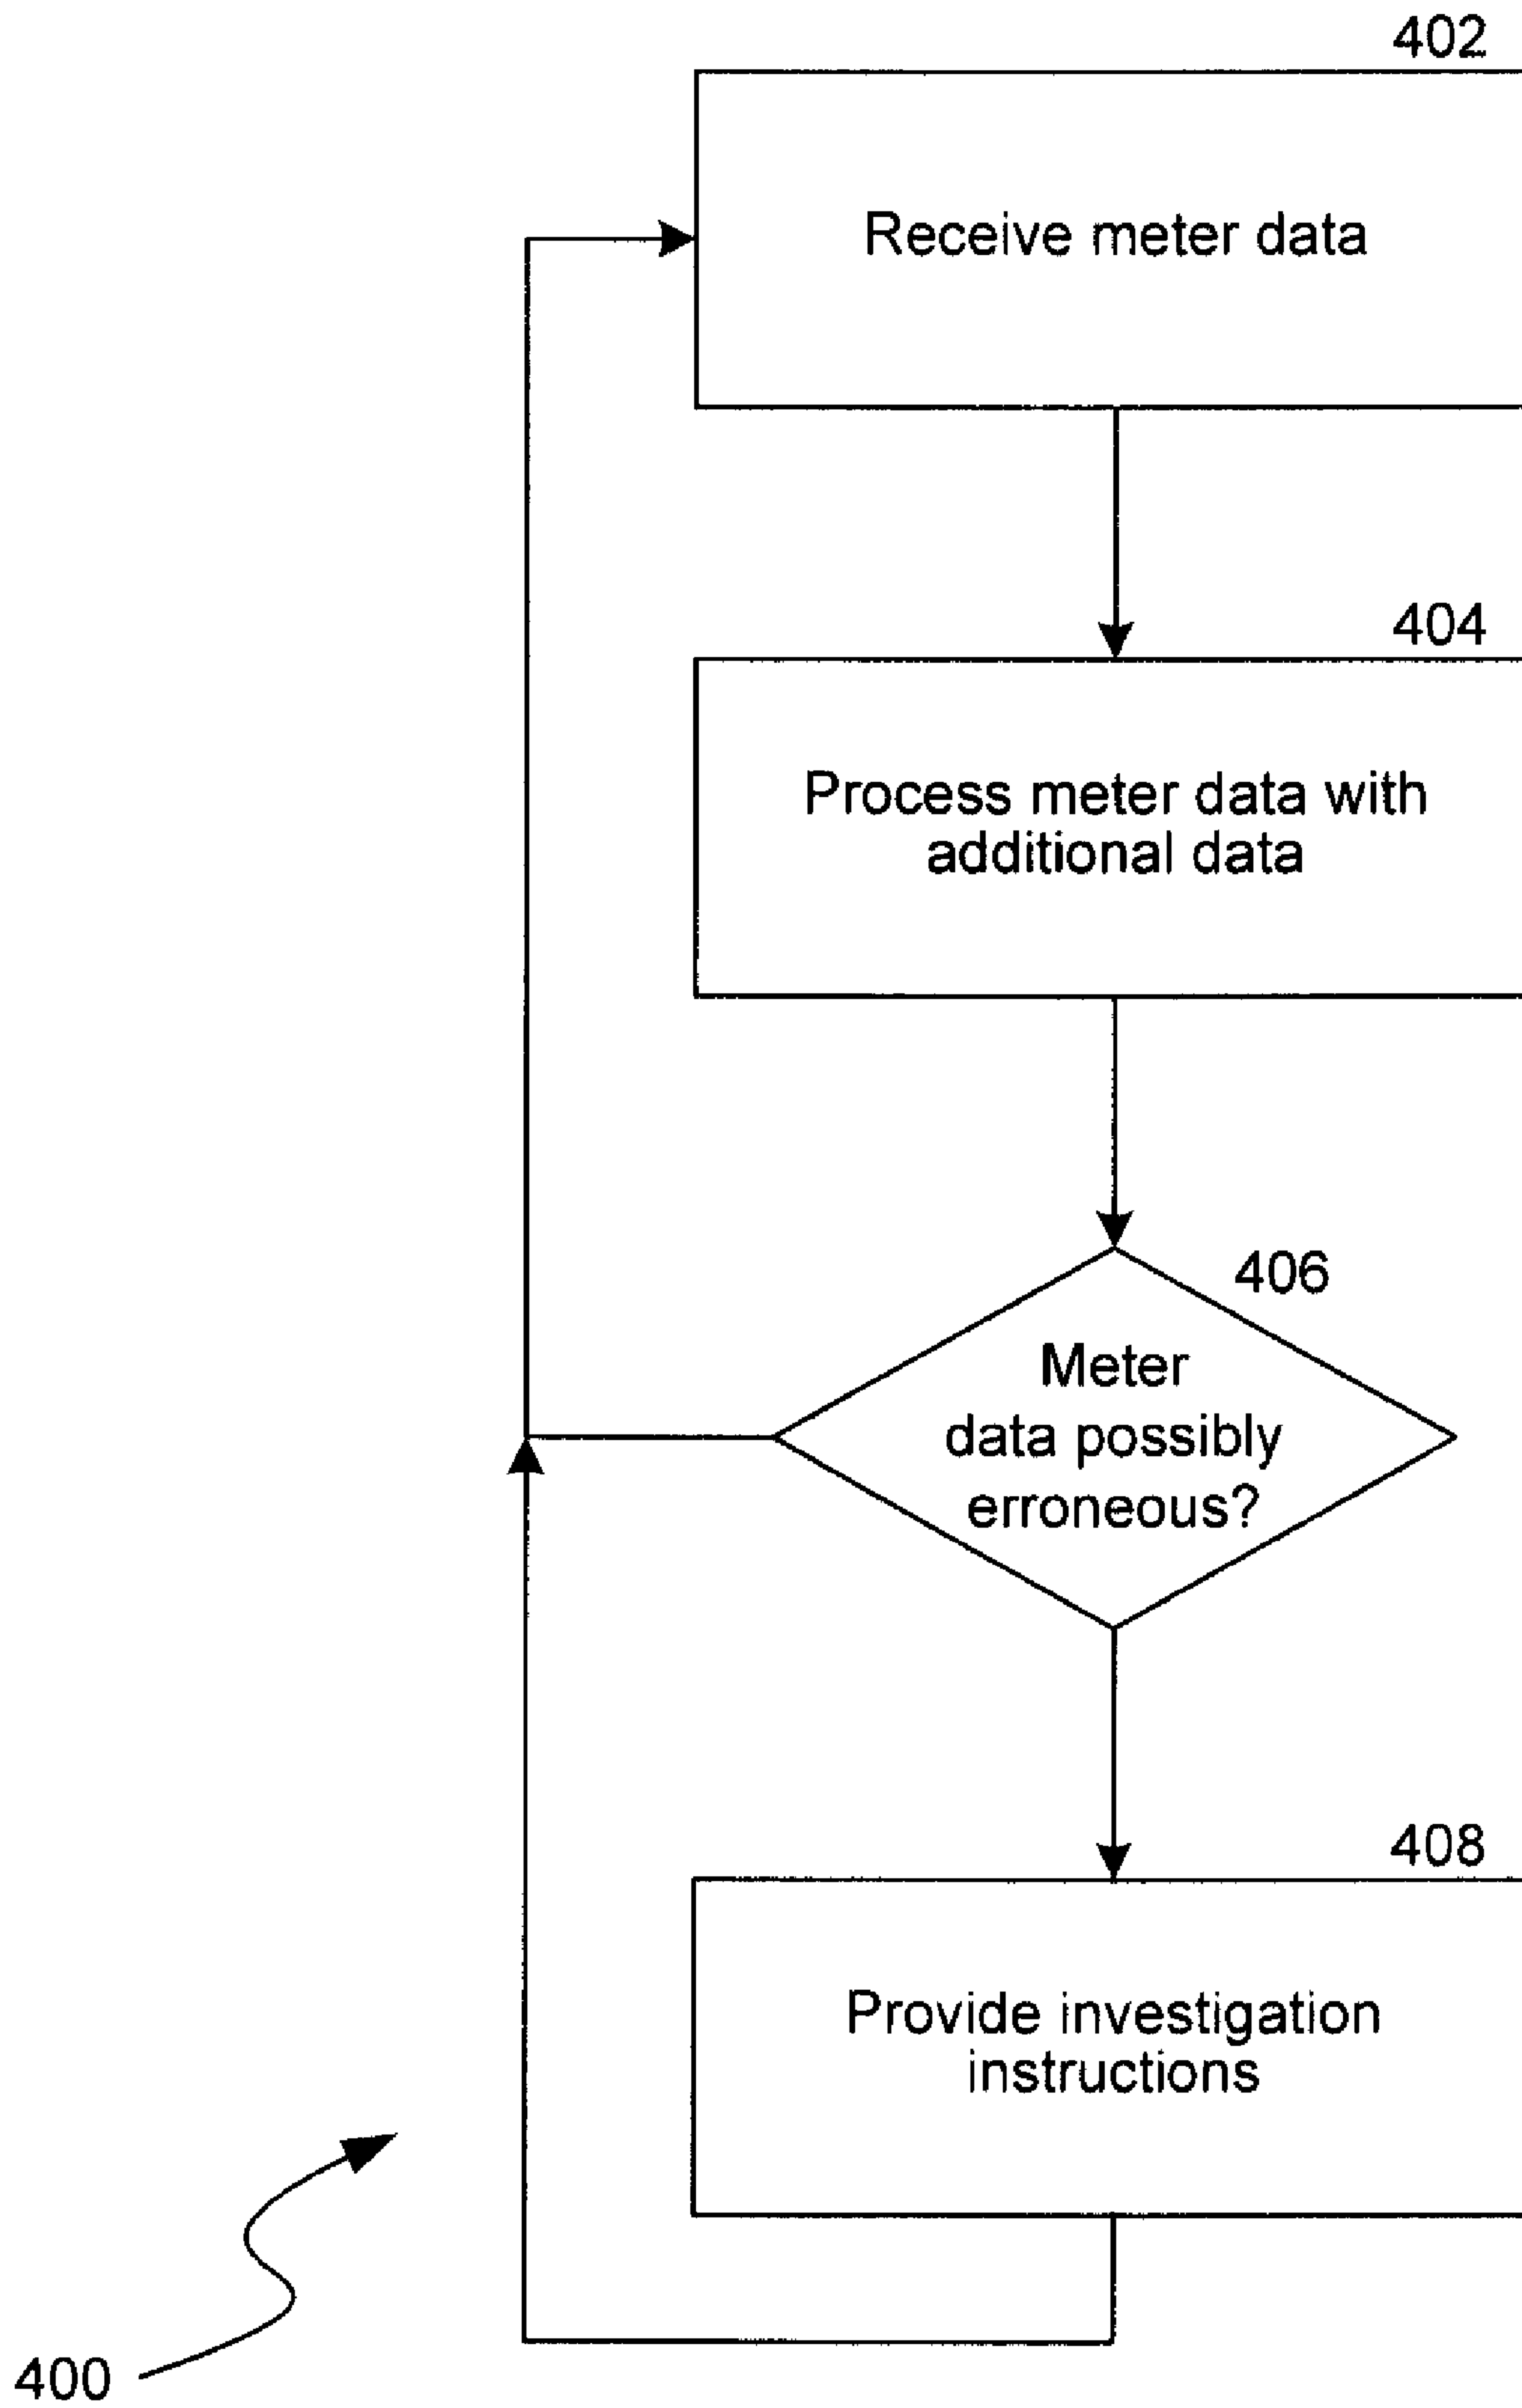 402
Receive meter data
404
Process meter data with
additional data
406
Meter
data possibly
erroneous?
408
Provide investigation
instructions
400